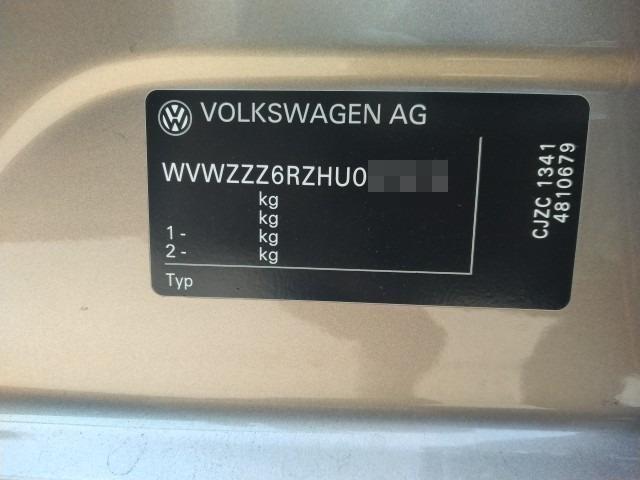 VOLKSWAGEN AG
WVWZZZ6RZHU0
kg
kg
1 - kg
2 - kg
Typ
CJZC 1341
4810679